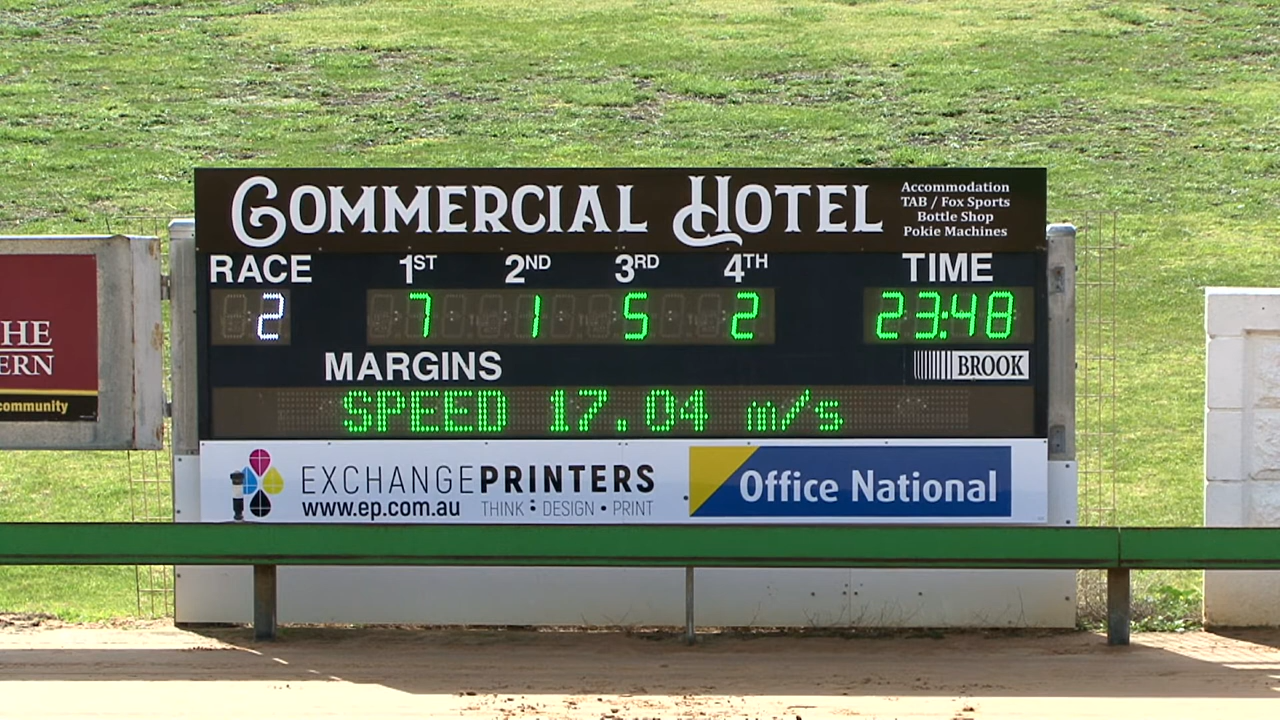 COMMERCIAL HOTEL
Accommodation
TAB / Fox Sports
Bottle Shop
Pokie Machines
RACE 1ST 2ND 3RD 4TH TIME
2 7 1 5 2 23:48
MARGINS
BROOK
SPEED 17.04 m/s
HE
ERN
community
EXCHANGEPRINTERS
www.ep.com.au THINK : DESIGN • PRINT
Office National